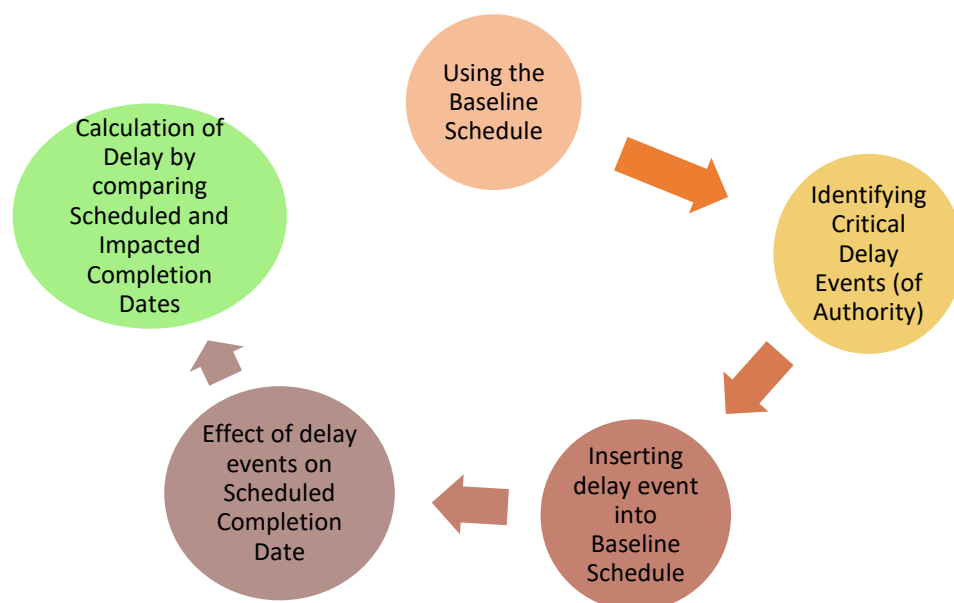 Using the
Baseline
Schedule
Identifying
Critical
Delay
Events (of
Authority)
Inserting
delay event
into
Baseline
Schedule
Effect of delay
events on
Scheduled
Completion
Date
Calculation of
Delay by
comparing
Scheduled and
Impacted
Completion
Dates